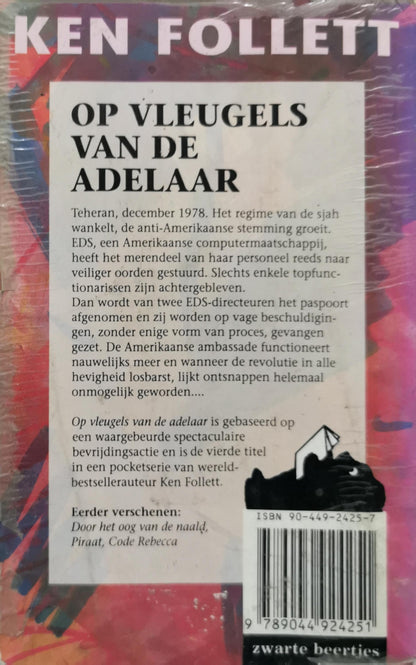 KEN FOLLETT
OP VLEUGELS
VAN DE
ADELAAR
Teheran, december 1978. Het regime van de sjah
wankelt, de anti-Amerikaanse stemming groeit.
EDS, een Amerikaanse computermaatschappij,
heeft het merendeel van haar personeel reeds naar
veiliger oorden gestuurd. Slechts enkele topfunc-
tionarissen zijn achtergebleven.
Dan wordt van twee EDS-directeuren het paspoort
afgenomen en zij worden op vage beschuldigin-
gen, zonder enige vorm van proces, gevangen
gezet. De Amerikaanse ambassade functioneert
nauwelijks meer en wanneer de revolutie in alle
hevigheid losbarst, lijkt ontsnappen helemaal
onmogelijk geworden....
Op vleugels van de adelaar is gebaseerd op
een waargebeurde spectaculaire
bevrijdingsactie en is de vierde titel
in een pocketserie van wereld-
bestsellerauteur Ken Follett.
Eerder verschenen:
Door het oog van de naald,
Piraat, Code Rebecca
ISBN 90-449-2425-7
9 789044 924251
zwarte beertjes